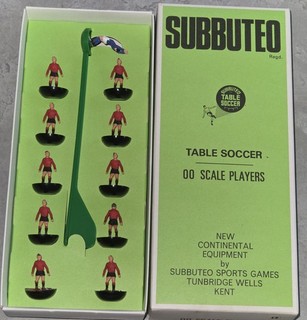 SUBBUTEO
Regd.
SUBBUTEO
TABLE
SOCCER
TABLE SOCCER
00 SCALE PLAYERS
NEW
CONTINENTAL
EQUIPMENT
by
SUBBUTEO SPORTS GAMES
TUNBRIDGE WELLS
KENT